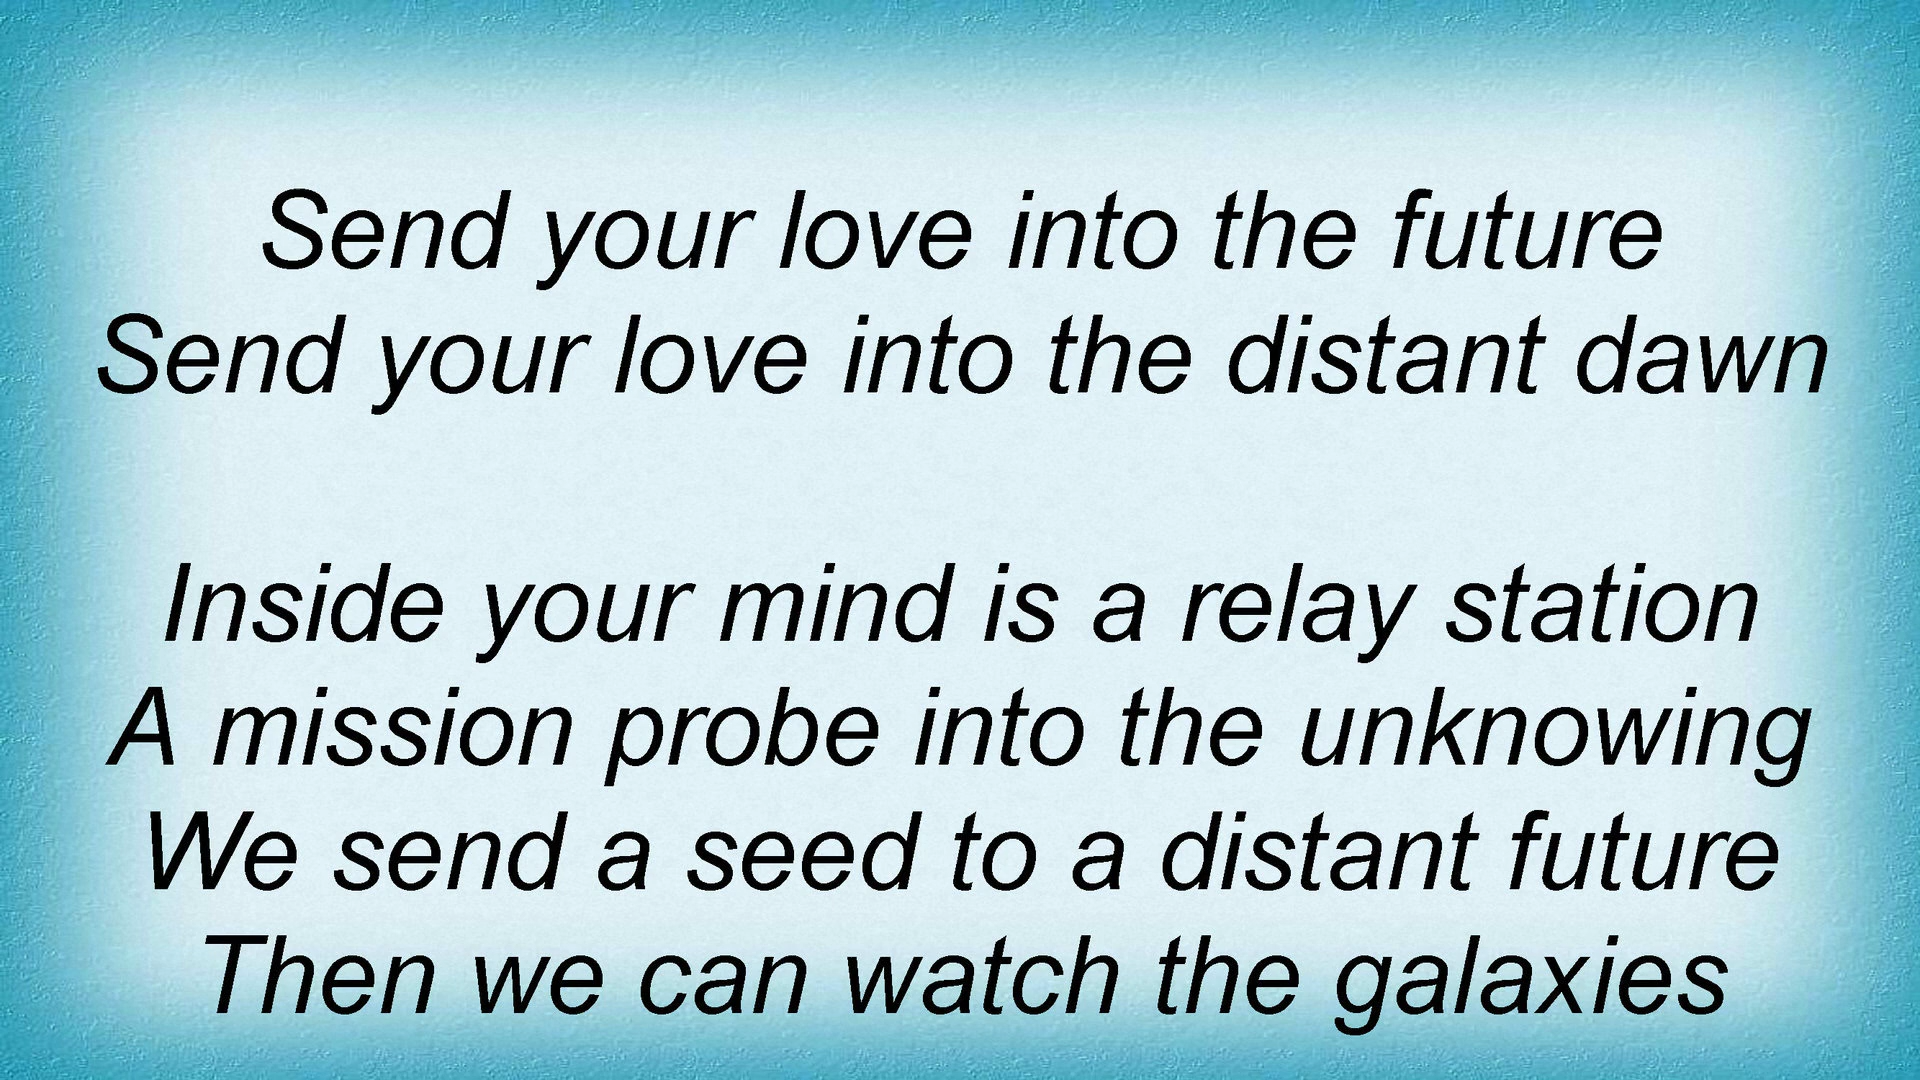 Send your love into the future
Send your love into the distant dawn
Inside your mind is a relay station
A mission probe into the unknowing
We send a seed to a distant future
Then we can watch the galaxies